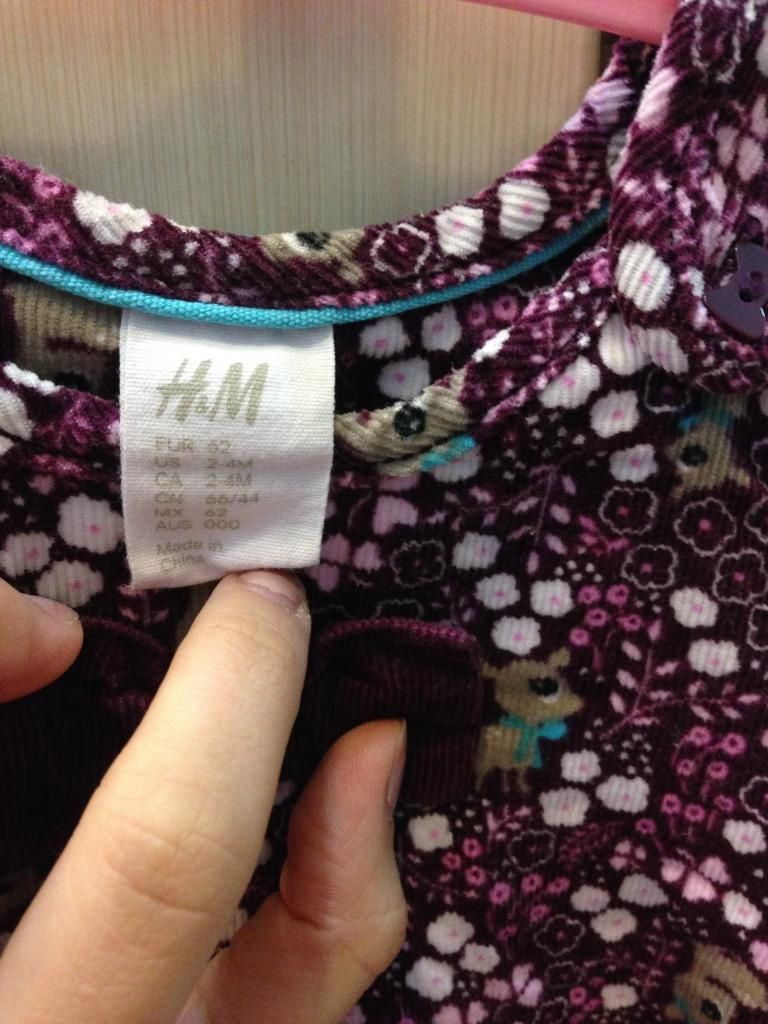 H&M
EUR 62
US 2-4M
CA 2-4M
CN 66/44
MX 62
AUS 000
Made in
China